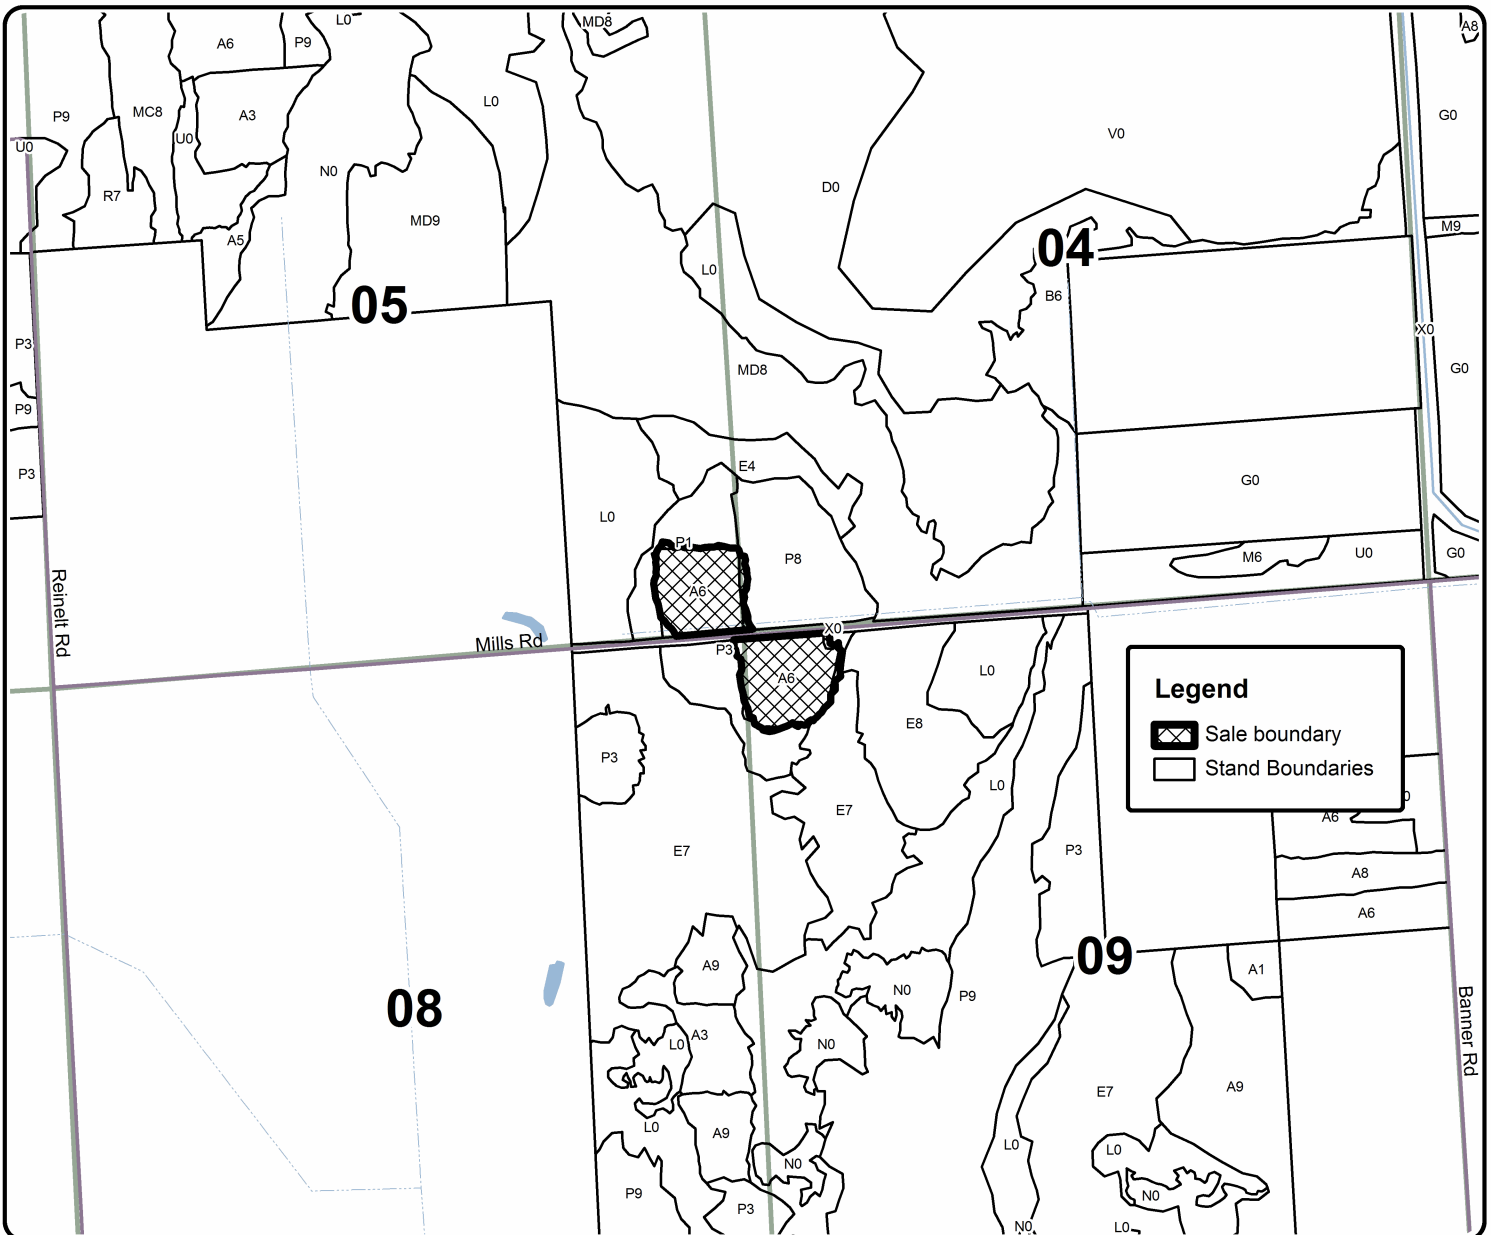 L0
MD8
A8
A6
P9
L0
P9
MC8
A3
G0
U0
V0
U0
N0
D0
R7
MD9
M9
A5
04
L0
B6
05
X0
P3
MD8
G0
P9
E4
P3
G0
L0
P1
P8
M6
U0
G0
A6
Reinelt Rd
X0
Mills Rd
P3
L0
A6
Legend
E8
Sale boundary
P3
Stand Boundaries
L0
E7
A6
E7
P3
A8
A6
09
A9
A1
N0
P9
08
Banner Rd
A3
L0
N0
E7
A9
L0
A9
L0
L0
N0
P9
N0
P3
N0
L0